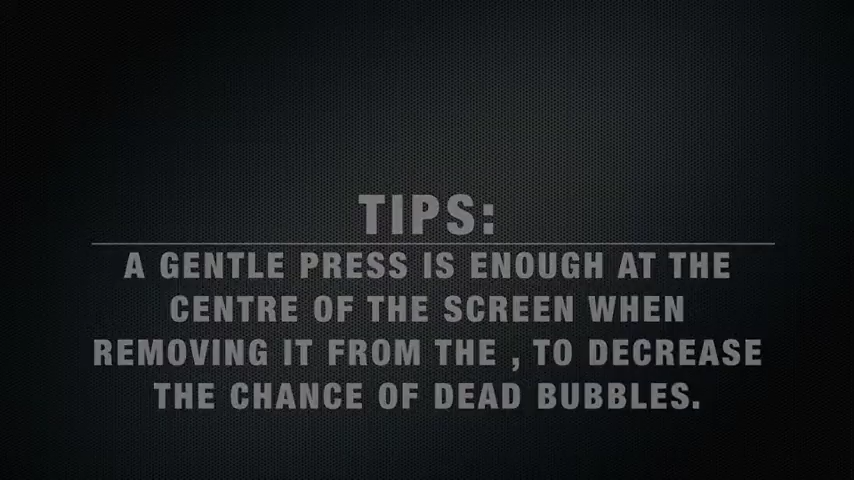 TIPS:
A GENTLE PRESS IS ENOUGH AT THE
CENTRE OF THE SCREEN WHEN
REMOVING IT FROM THE , TO DECREASE
THE CHANCE OF DEAD BUBBLES.